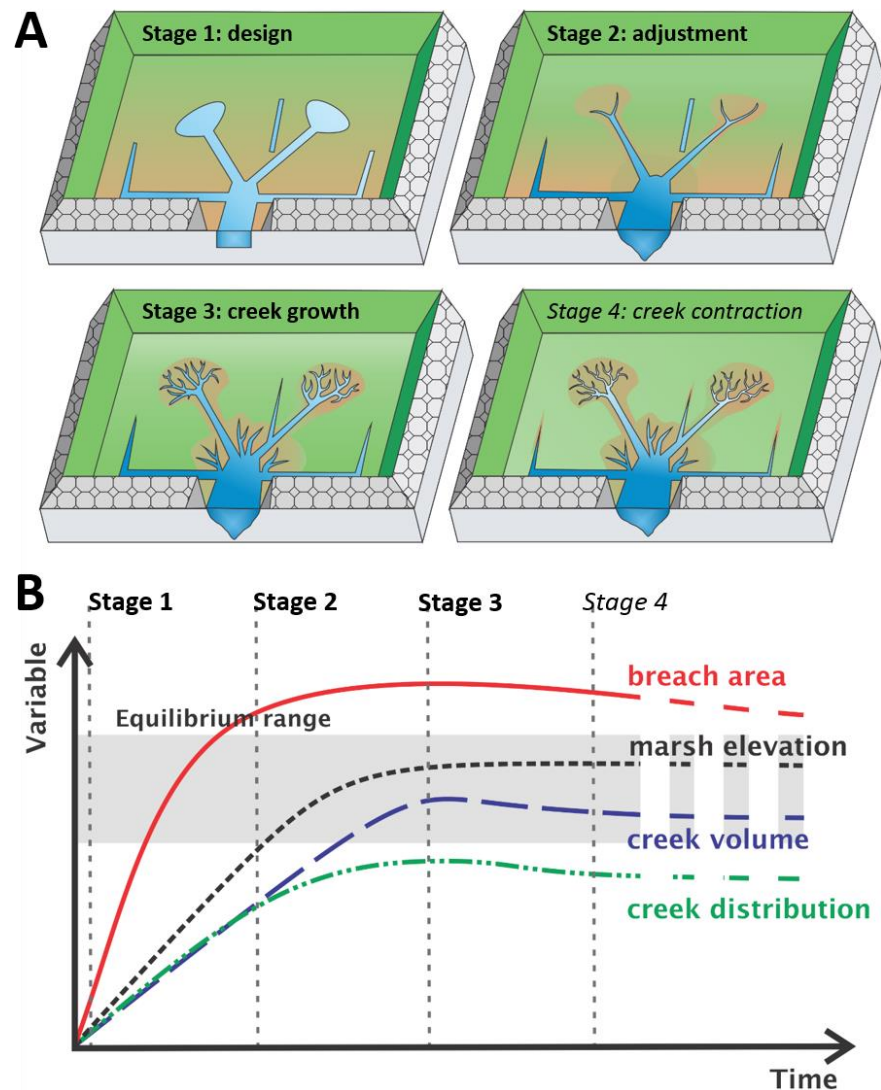 A
Stage 1: design
Stage 2: adjustment
Stage 3: creek growth
Stage 4: creek contraction
B
Stage 1
Stage 2
Stage 3
Stage 4
Variable
Equilibrium range
breach area
marsh elevation
creek volume
creek distribution
Time